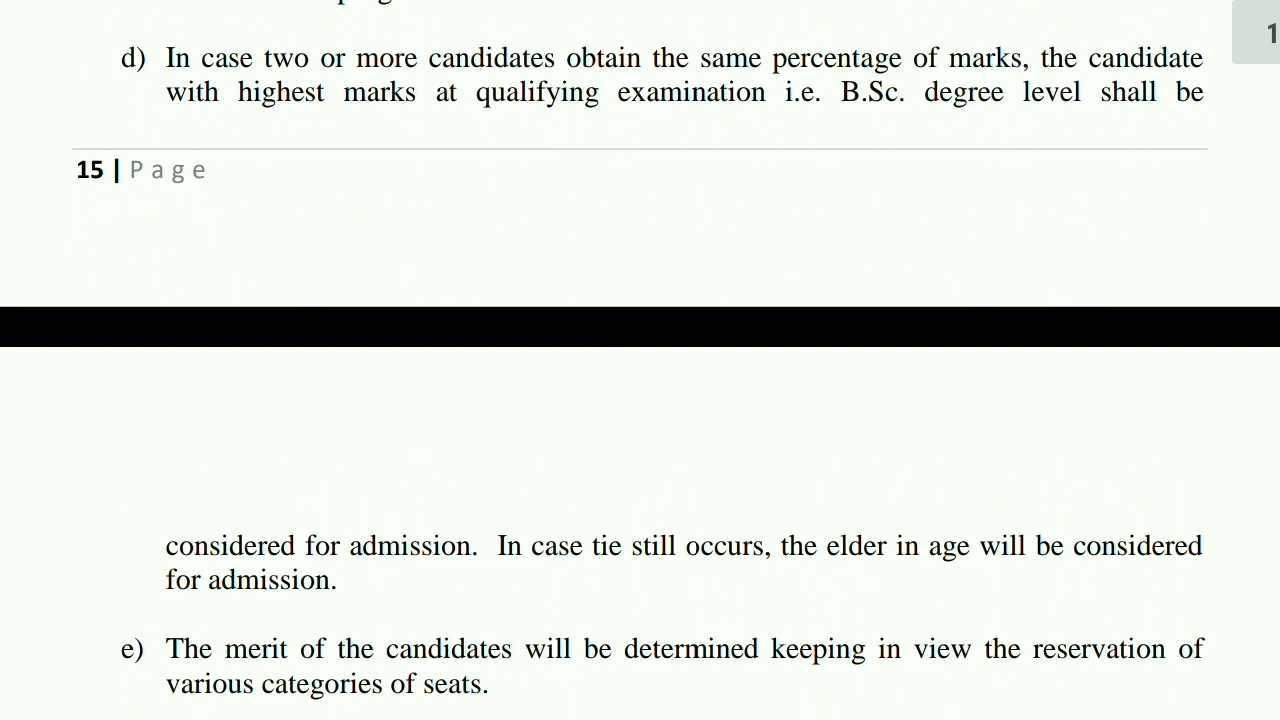 d) In case two or more candidates obtain the same percentage of marks, the candidate
with highest marks at qualifying examination i.e. B.Sc. degree level shall be
15 | Page
considered for admission. In case tie still occurs, the elder in age will be considered
for admission.
e) The merit of the candidates will be determined keeping in view the reservation of
various categories of seats.